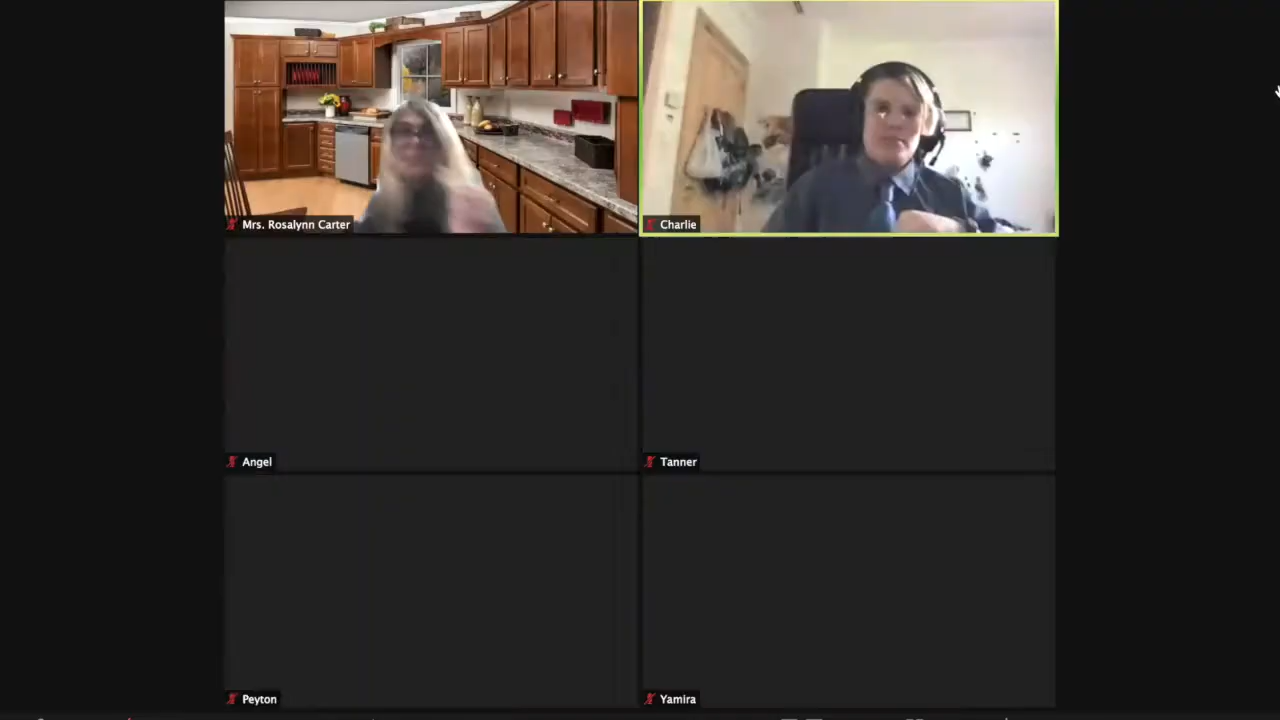 Mrs. Rosalynn Carter
Charlie
Angel
Tanner
Peyton
Yamira